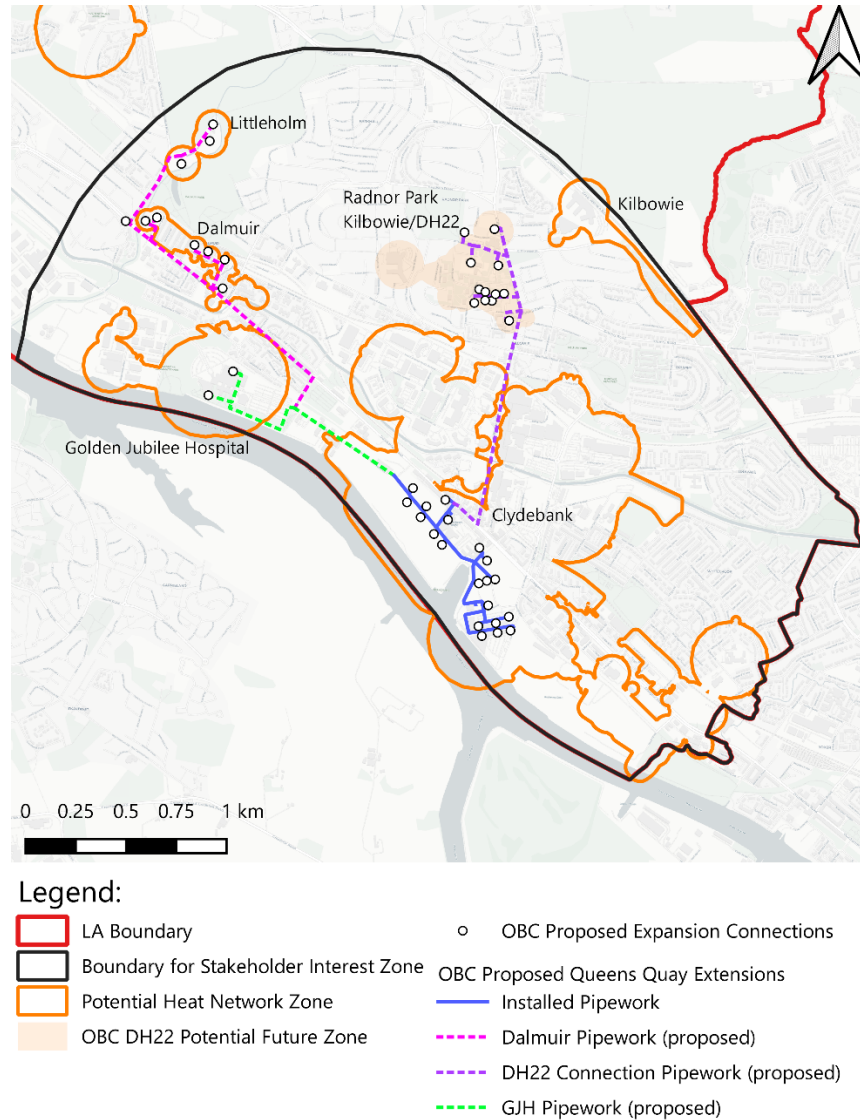 Littleholm
Radnor Park
Kilbowie/DH22
Kilbowie
Dalmuir
Golden Jubilee Hospital
Clydebank
0 0.25 0.5 0.75 1 km
Legend:
LA Boundary
Boundary for Stakeholder Interest Zone
Potential Heat Network Zone
OBC DH22 Potential Future Zone
OBC Proposed Expansion Connections
OBC Proposed Queens Quay Extensions
Installed Pipework
Dalmuir Pipework (proposed)
DH22 Connection Pipework (proposed)
GJH Pipework (proposed)